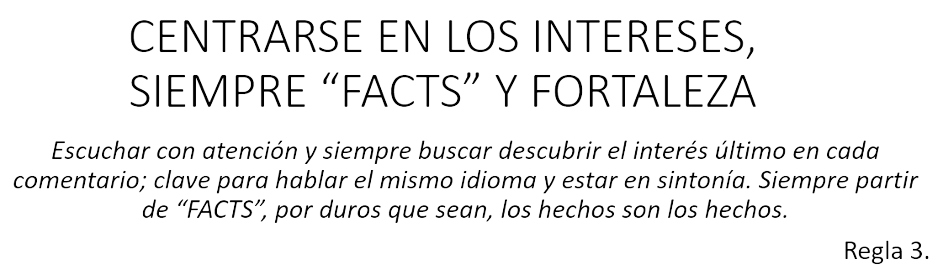 CENTRARSE EN LOS INTERESES,
SIEMPRE “FACTS” Y FORTALEZA
Escuchar con atención y siempre buscar descubrir el interés último en cada
comentario; clave para hablar el mismo idioma y estar en sintonía. Siempre partir
de “FACTS”, por duros que sean, los hechos son los hechos.
Regla 3.